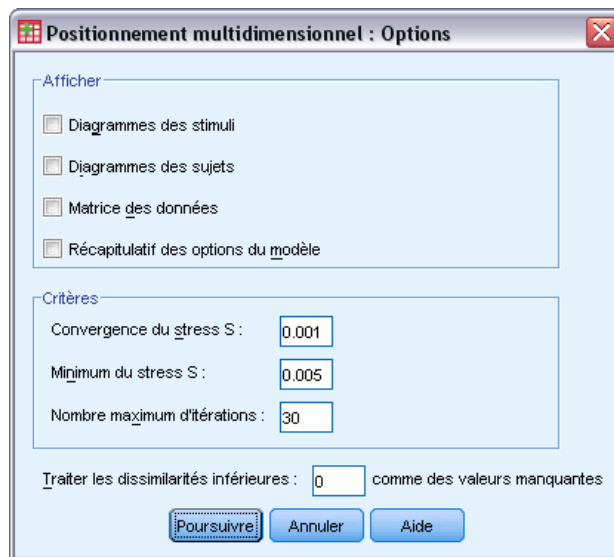 Positionnement multidimensionnel : Options
Afficher
Diagrammes des stimuli
Diagrammes des sujets
Matrice des données
Récapitulatif des options du modèle
Critères
Convergence du stress S : 0.001
Minimum du stress S : 0.005
Nombre maximum d'itérations : 30
Traiter les dissimilarités inférieures : 0 comme des valeurs manquantes
Poursuivre Annuler Aide